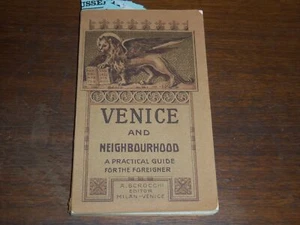 VENICE
AND
NEIGHBOURHOOD
A PRACTICAL GUIDE
FOR THE FOREIGNER
EDITOR
MILAN-VENICE